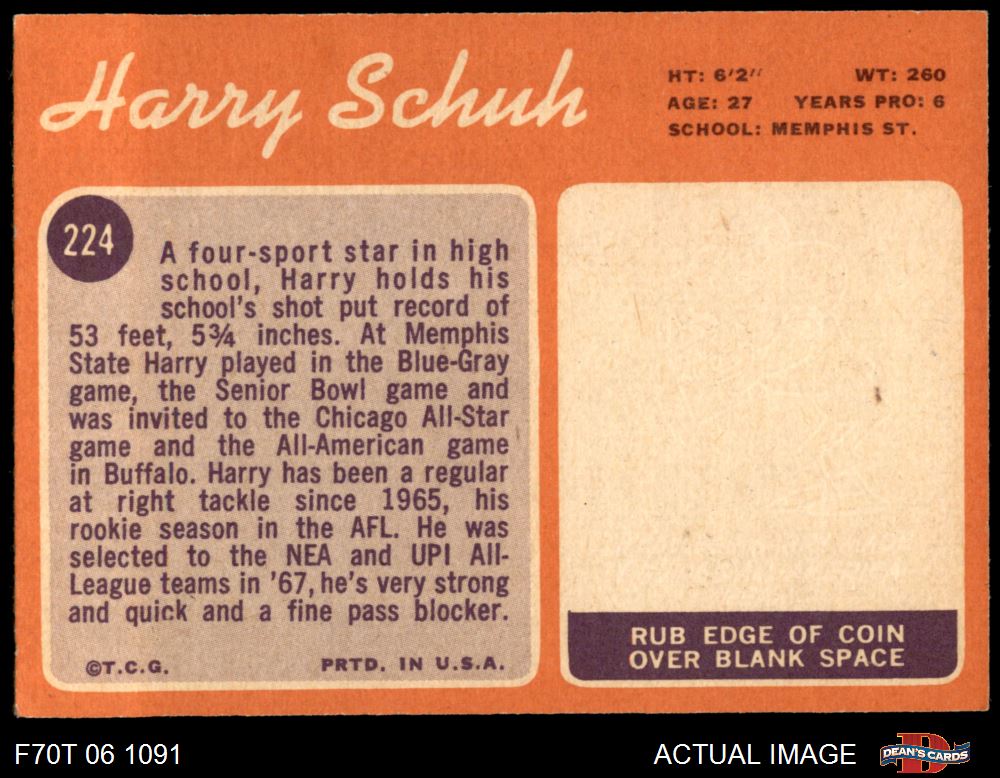 Harry Schuh
HT: 6'2" WT: 260
AGE: 27 YEARS PRO: 6
SCHOOL: MEMPHIS ST.
224
A four-sport star in high
school, Harry holds his
school's shot put record of
53 feet, 5¾ inches. At Memphis
State Harry played in the Blue-Gray
game, the Senior Bowl game and
was invited to the Chicago All-Star
game and the All-American game
in Buffalo. Harry has been a regular
at right tackle since 1965, his
rookie season in the AFL. He was
selected to the NEA and UPI All-
League teams in '67, he's very strong
and quick and a fine pass blocker.
©T.C.G. PRTD. IN U.S.A.
RUB EDGE OF COIN
OVER BLANK SPACE
F70T 06 1091
ACTUAL IMAGE
D
DEAN'S CARDS